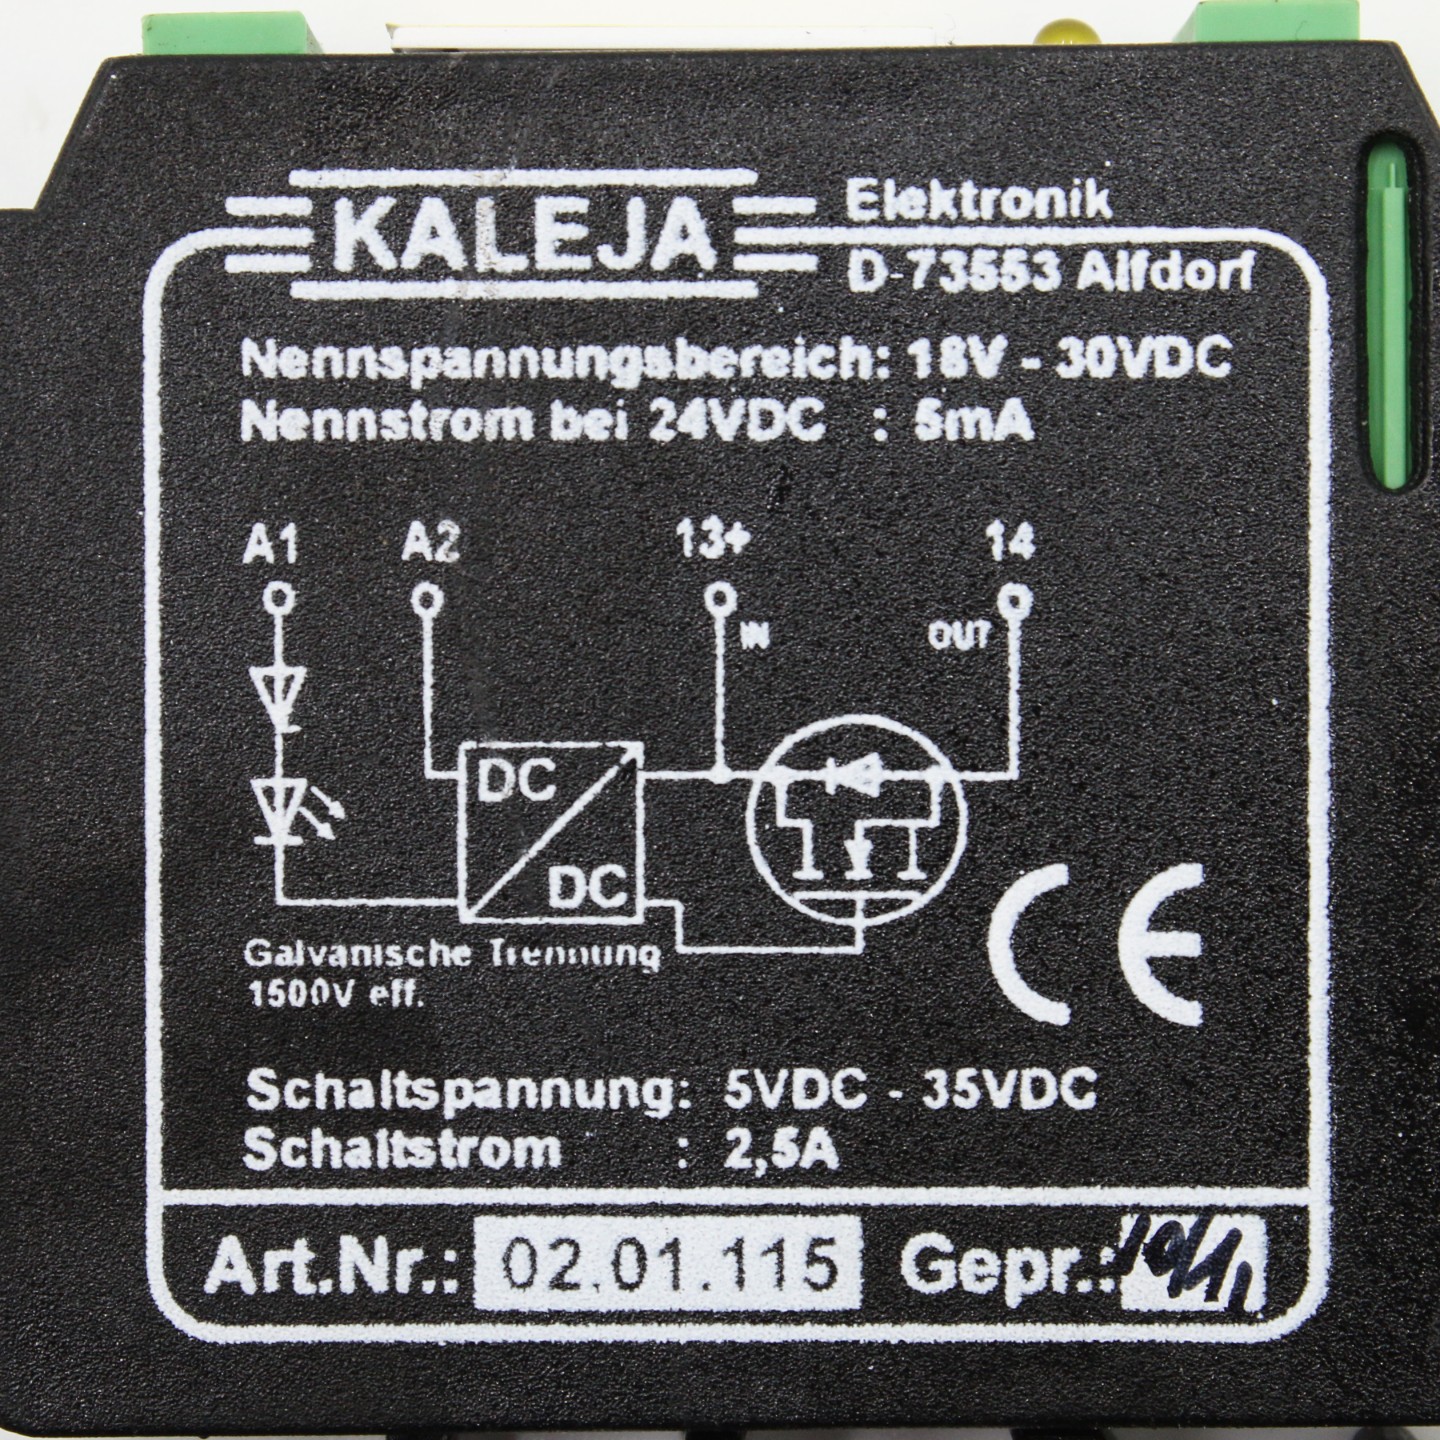 KALEJA
Elektronik
D-73553 Alfdorf
Nennspannungsbereich: 18V - 30VDC
Nennstrom bei 24VDC : 5mA
A1 A2 13+ 14
IN OUT
DC
DC
Galvanische Trennung
1500V eff.
CE
Schaltspannung: 5VDC - 35VDC
Schaltstrom : 2,5A
Art.Nr.: 02.01.115 Gepr.: